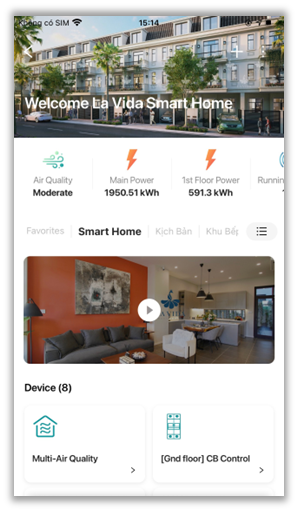 Không có SIM
15:14
Welcome La Vida Smart Home
Air Quality
Moderate
Main Power
1950.51 kWh
1st Floor Power
591.3 kWh
Favorites
Smart Home
Kịch Bản
Khu Bếp
Device (8)
Multi-Air Quality
[Gnd floor] CB Control